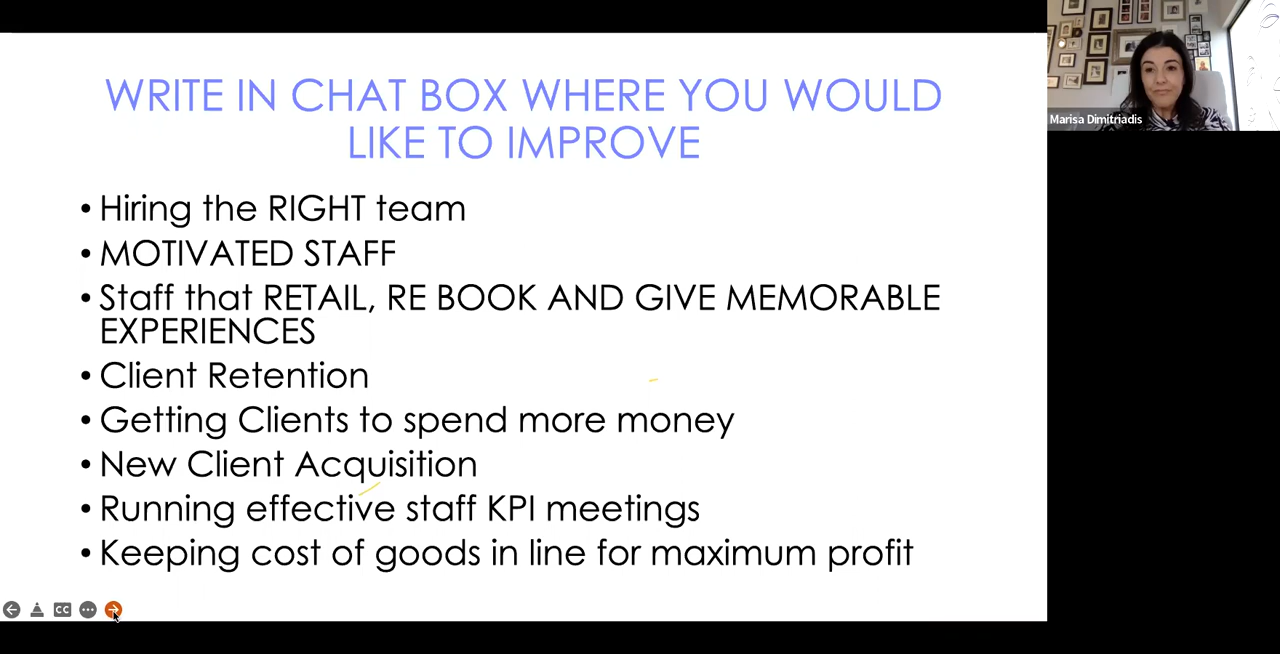 WRITE IN CHAT BOX WHERE YOU WOULD
LIKE TO IMPROVE
Marisa Dimitriadis
• Hiring the RIGHT team
• MOTIVATED STAFF
• Staff that RETAIL, RE BOOK AND GIVE MEMORABLE
EXPERIENCES
• Client Retention
• Getting Clients to spend more money
• New Client Acquisition
• Running effective staff KPI meetings
• Keeping cost of goods in line for maximum profit
CC